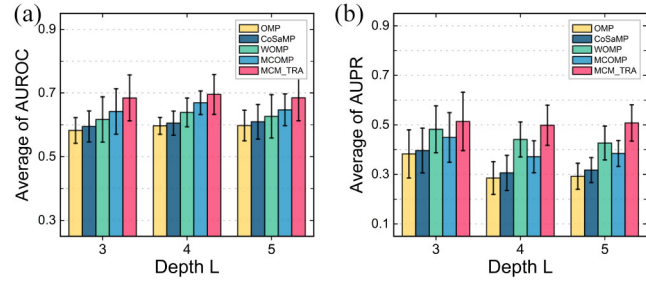 (a)
0.9
0.7
0.5
0.3
Average of AUROC
OMP
CoSaMP
WOMP
MCOMP
MCM_TRA
3 4 5
Depth L
(b)
0.9
0.7
0.5
0.3
0.1
Average of AUPR
OMP
CoSaMP
WOMP
MCOMP
MCM_TRA
3 4 5
Depth L